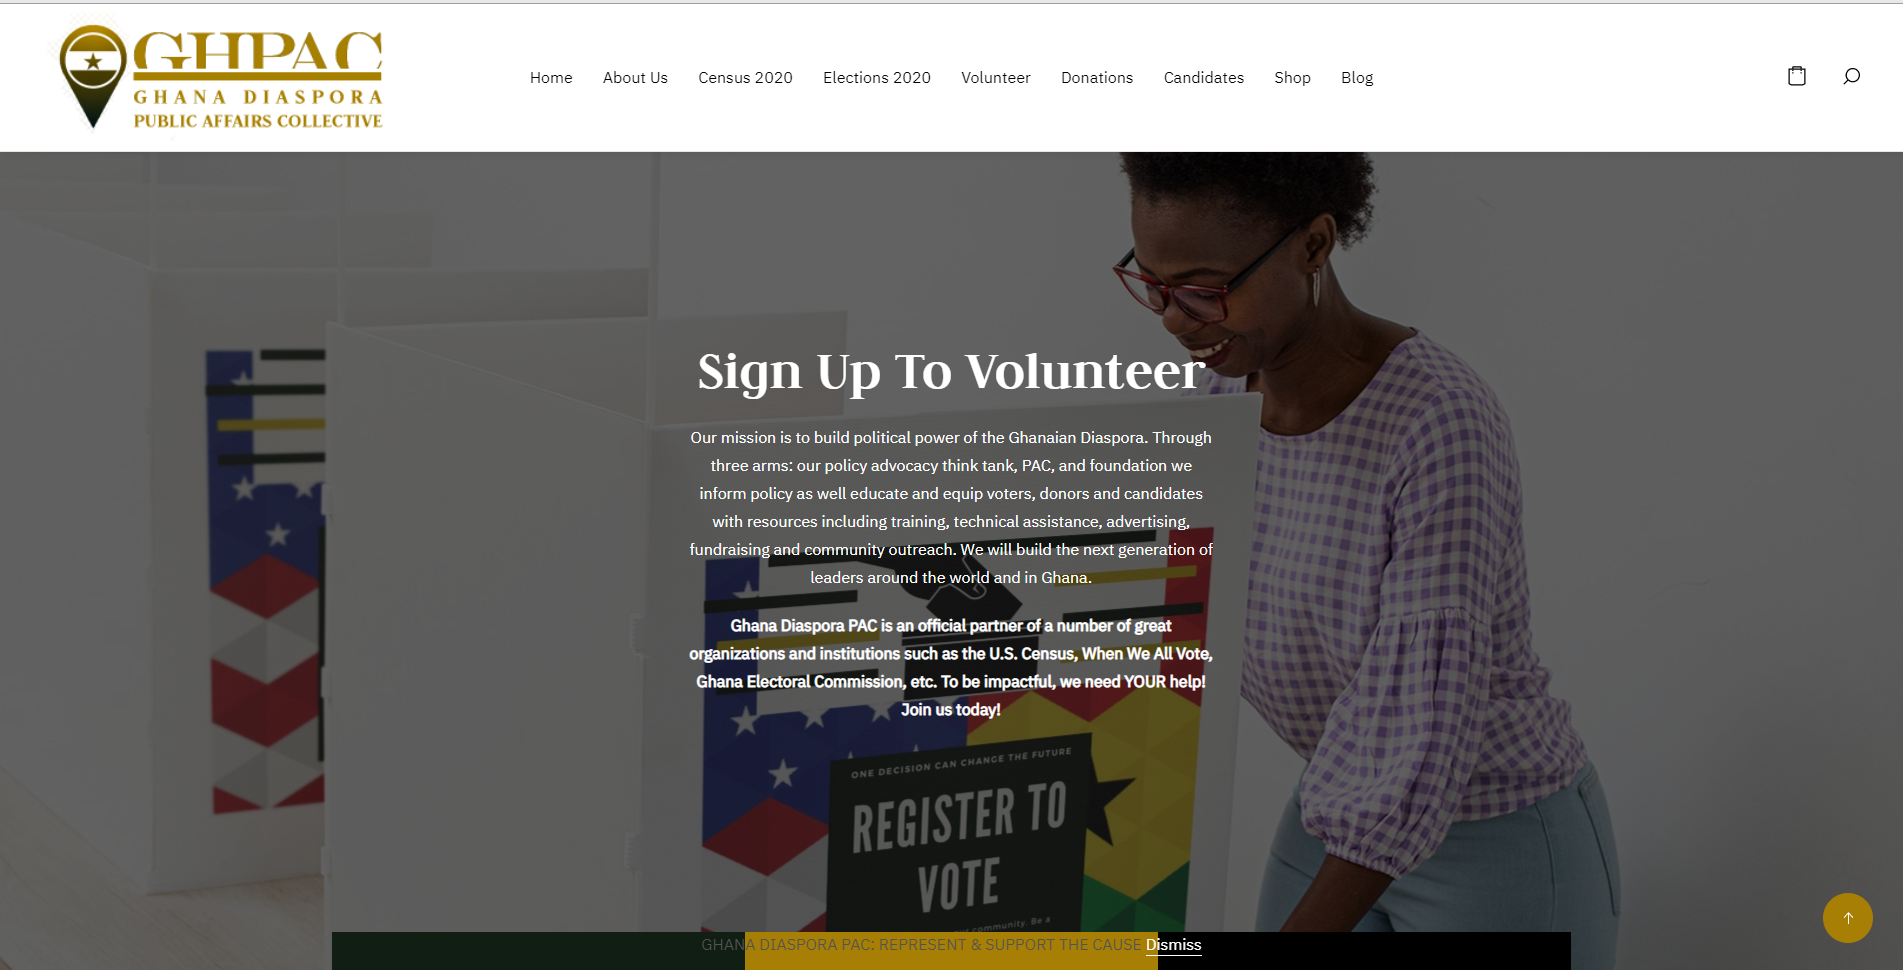 GHPAC
GHANA DIASPORA
PUBLIC AFFAIRS COLLECTIVE
Home
About Us
Census 2020
Elections 2020
Volunteer
Donations
Candidates
Shop
Blog
Sign Up To Volunteer
Our mission is to build political power of the Ghanaian Diaspora. Through
three arms: our policy advocacy think tank, PAC, and foundation we
inform policy as well educate and equip voters, donors and candidates
with resources including training, technical assistance, advertising,
fundraising and community outreach. We will build the next generation of
leaders around the world and in Ghana.
Ghana Diaspora PAC is an official partner of a number of great
organizations and institutions such as the U.S. Census, When We All Vote,
Ghana Electoral Commission, etc. To be impactful, we need YOUR help!
Join us today!
ONE DECISION CAN CHANGE THE FUTURE
REGISTER TO
VOTE
community. Be a
GHANA DIASPORA PAC: REPRESENT & SUPPORT THE CAUSE Dismiss